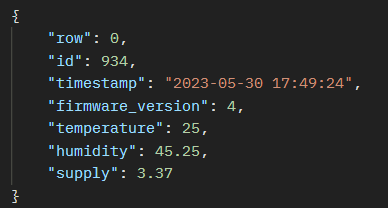 {
    "row": 0,
    "id": 934,
    "timestamp": "2023-05-30 17:49:24",
    "firmware_version": 4,
    "temperature": 25,
    "humidity": 45.25,
    "supply": 3.37
}